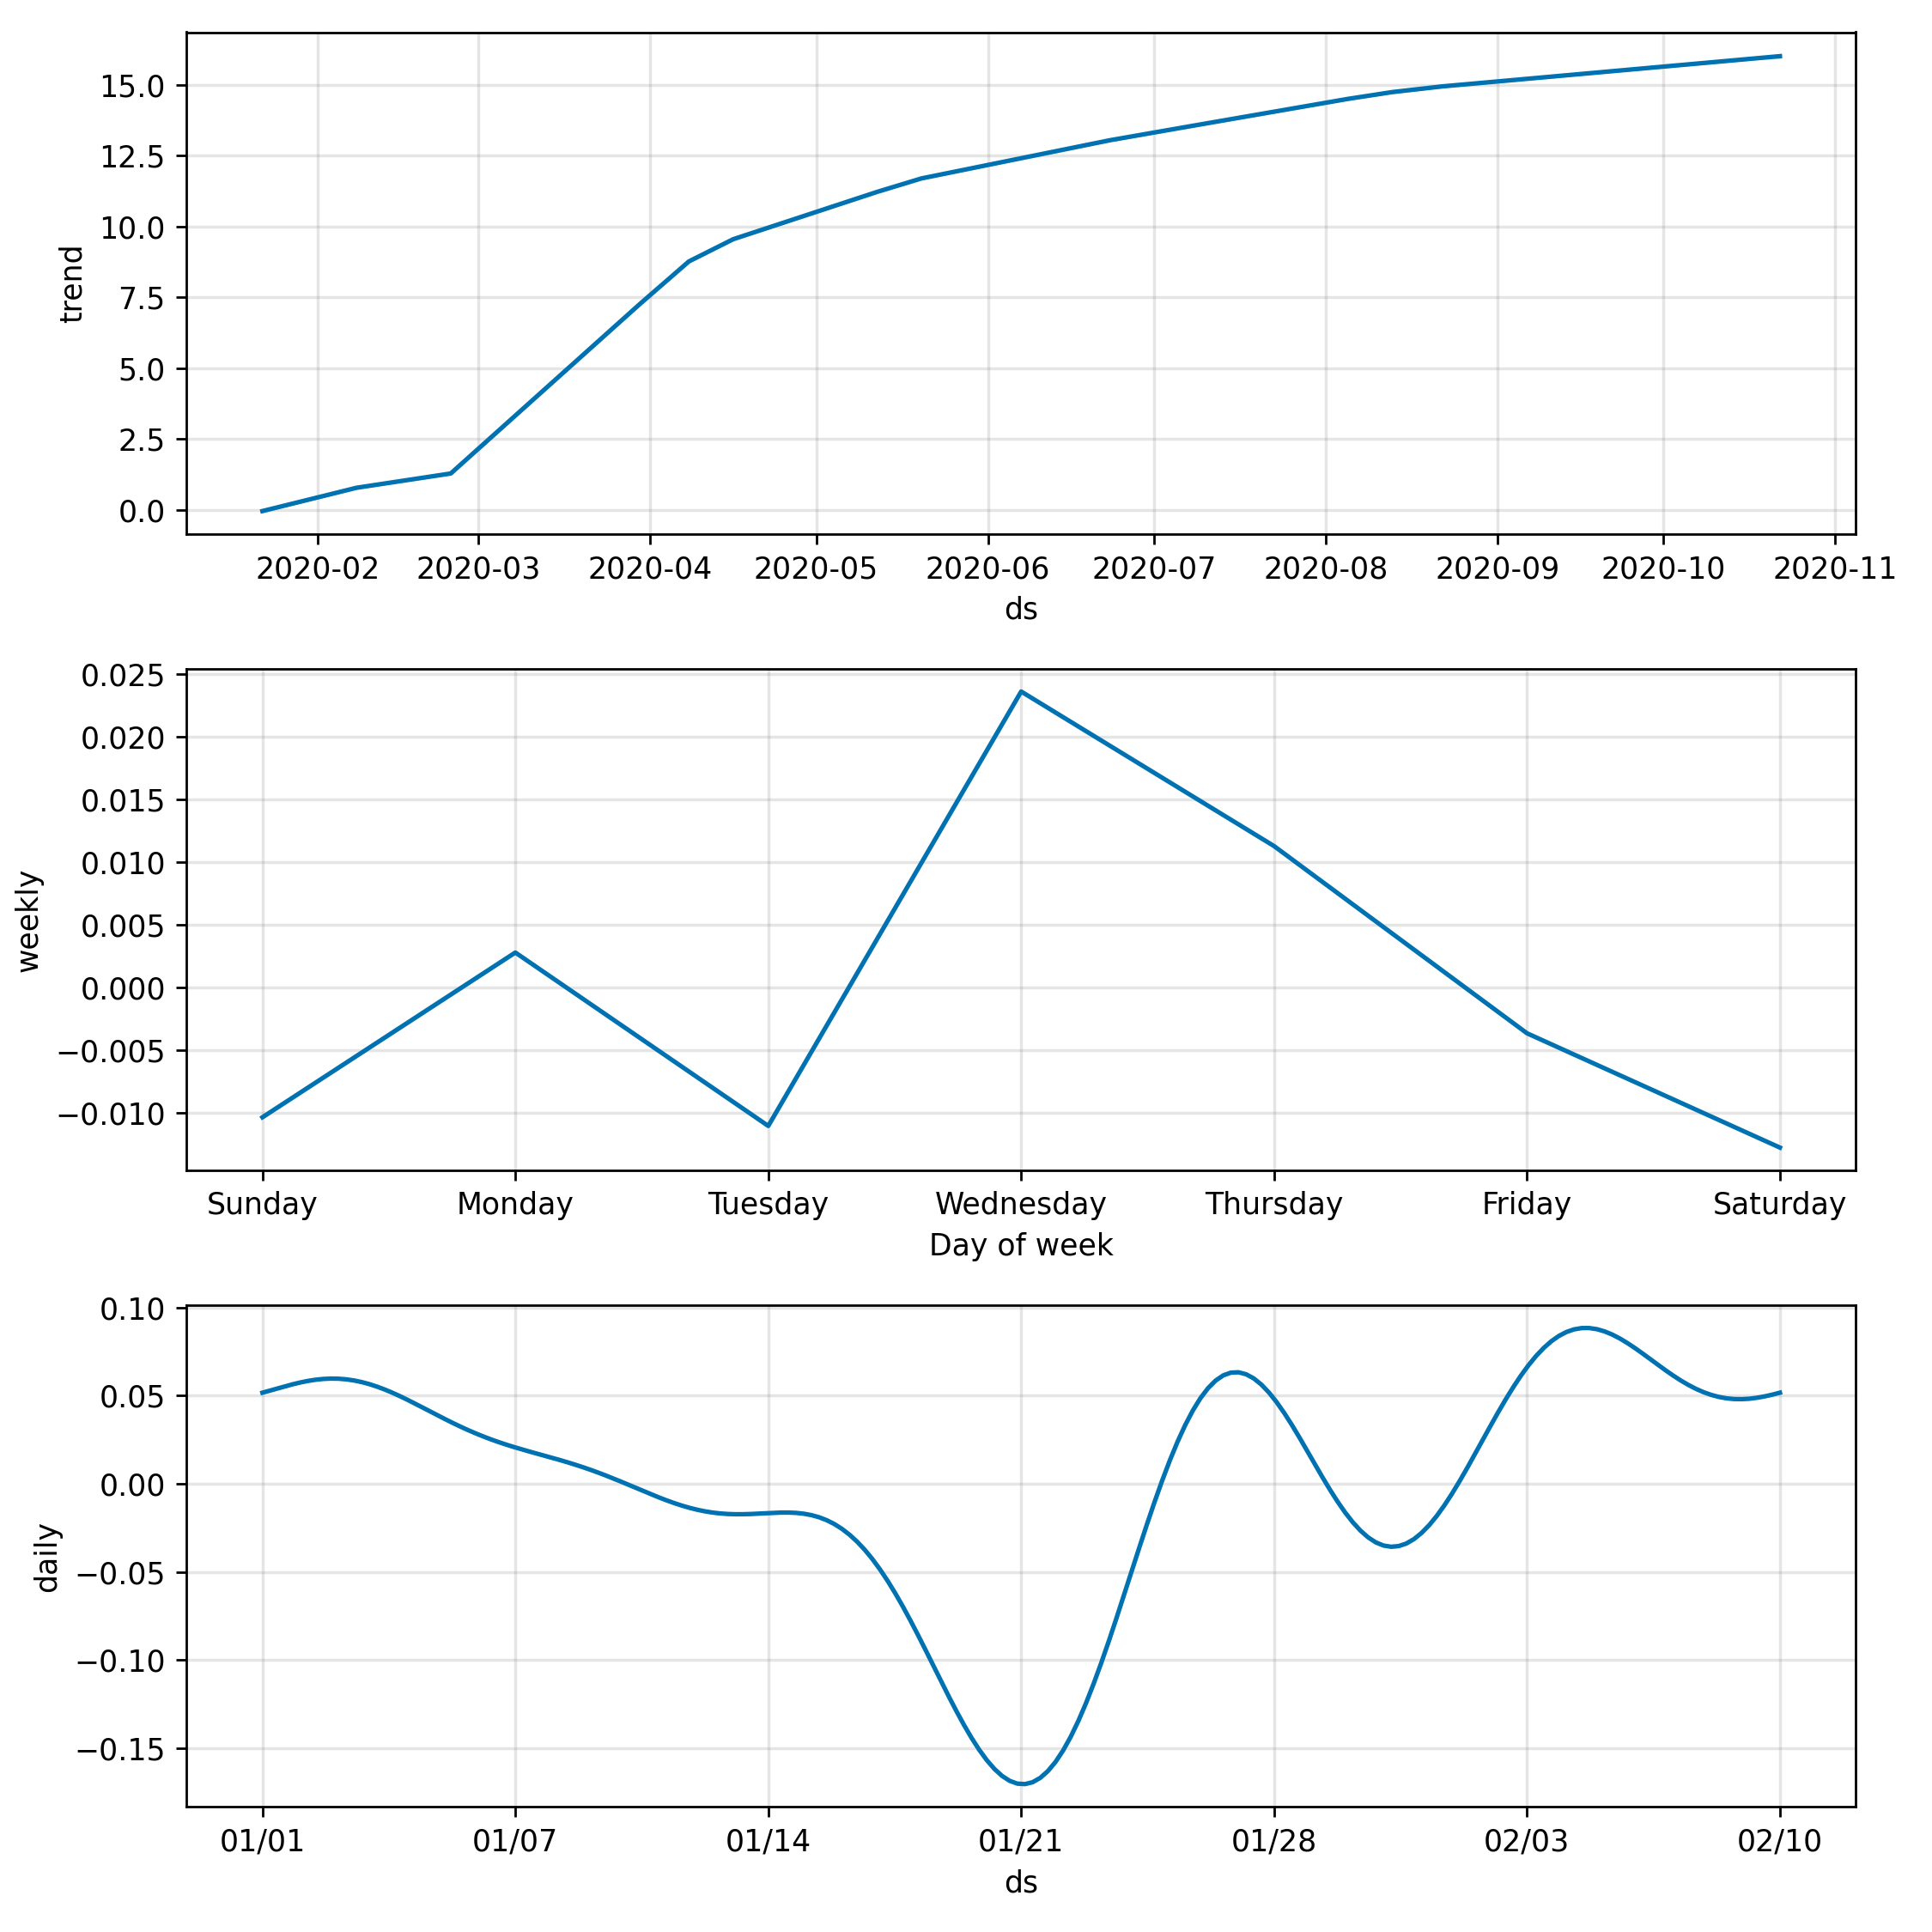 trend
15.0
12.5
10.0
7.5
5.0
2.5
0.0
2020-02 2020-03 2020-04 2020-05 2020-06 2020-07 2020-08 2020-09 2020-10 2020-11
ds
weekly
0.025
0.020
0.015
0.010
0.005
0.000
−0.005
−0.010
Sunday Monday Tuesday Wednesday Thursday Friday Saturday
Day of week
daily
0.10
0.05
0.00
−0.05
−0.10
−0.15
01/01 01/07 01/14 01/21 01/28 02/03 02/10
ds